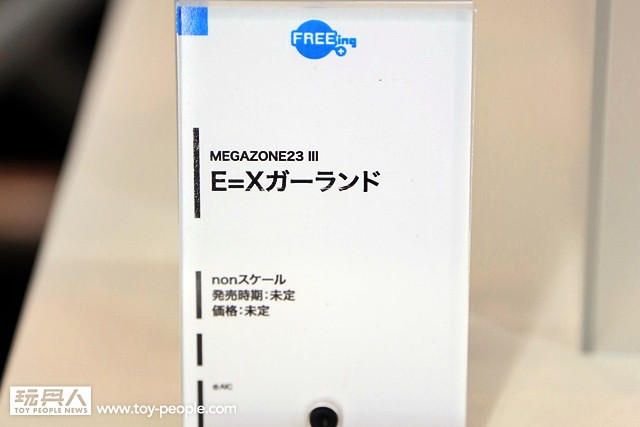 FREEing
MEGAZONE23 III
E=Xガーランド
nonスケール
発売時期：未定
価格：未定
©AIC
玩具人
TOY PEOPLE NEWS
www.toy-people.com